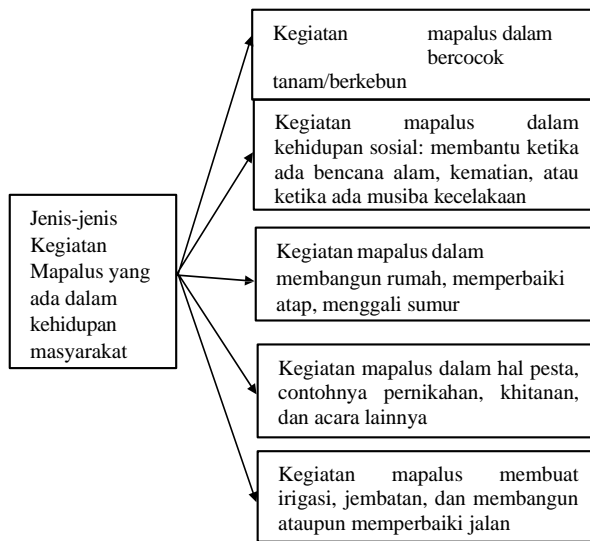 Kegiatan mapalus dalam
bercocok
tanam/berkebun
Kegiatan mapalus dalam
kehidupan sosial: membantu ketika
ada bencana alam, kematian, atau
ketika ada musiba kecelakaan
Jenis-jenis
Kegiatan
Mapalus yang
ada dalam
kehidupan
masyarakat
Kegiatan mapalus dalam
membangun rumah, memperbaiki
atap, menggali sumur
Kegiatan mapalus dalam hal pesta,
contohnya pernikahan, khitanan,
dan acara lainnya
Kegiatan mapalus membuat
irigasi, jembatan, dan membangun
ataupun memperbaiki jalan